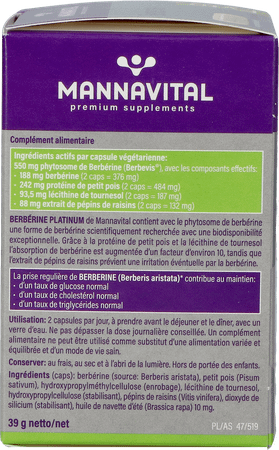 MANNAVITAL
premium supplements
Complément alimentaire
Ingrédients actifs par capsule végétarienne:
550 mg phytosome de Berbérine (Berbevis®), avec les composants effectifs:
- 188 mg berbérine (2 caps = 376 mg)
- 242 mg protéine de petit pois (2 caps = 484 mg)
- 93,5 mg lécithine de tournesol (2 caps = 187 mg)
- 88 mg extrait de pépins de raisins (2 caps = 132 mg)
BERBÉRINE PLATINUM de Mannavital contient avec le phytosome de berbérine
une forme de berbérine scientifiquement recherchée avec une biodisponibilité
exceptionnelle. Grâce à la protéine de petit pois et la lécithine de tournesol
l'absorption de berbérine est augmentée d'un facteur d'environ 10, tandis que
l'extrait de pépins de raisins prévient une irritation éventuelle par la berbérine.
La prise régulière de BERBERINE (Berberis aristata)* contribue au maintien:
• d'un taux de glucose normal
• d'un taux de cholestérol normal
• d'un taux de triglycérides normal
Utilisation: 2 capsules par jour, à prendre avant le déjeuner et le dîner, avec un
verre d'eau. Ne pas dépasser la dose journalière conseillée. Un complément
alimentaire ne peut être utilisé comme substitut d'une alimentation variée et
équilibrée et d'un mode de vie sain.
Conserver: au frais, au sec et à l'abri de la lumière. Hors de portée des enfants.
Ingrédients (caps): berbérine (source: Berberis aristata), petit pois (Pisum
sativum), hydroxypropylméthylcellulose (enrobage), lécithine de tournesol,
hydroxypropylcellulose (stabilisant), pépins de raisins (Vitis vinifera), dioxyde de
silicium (stabilisant), huile de navette d'été (Brassica rapa) 10 mg.
39 g netto/net
PL/AS 47/519